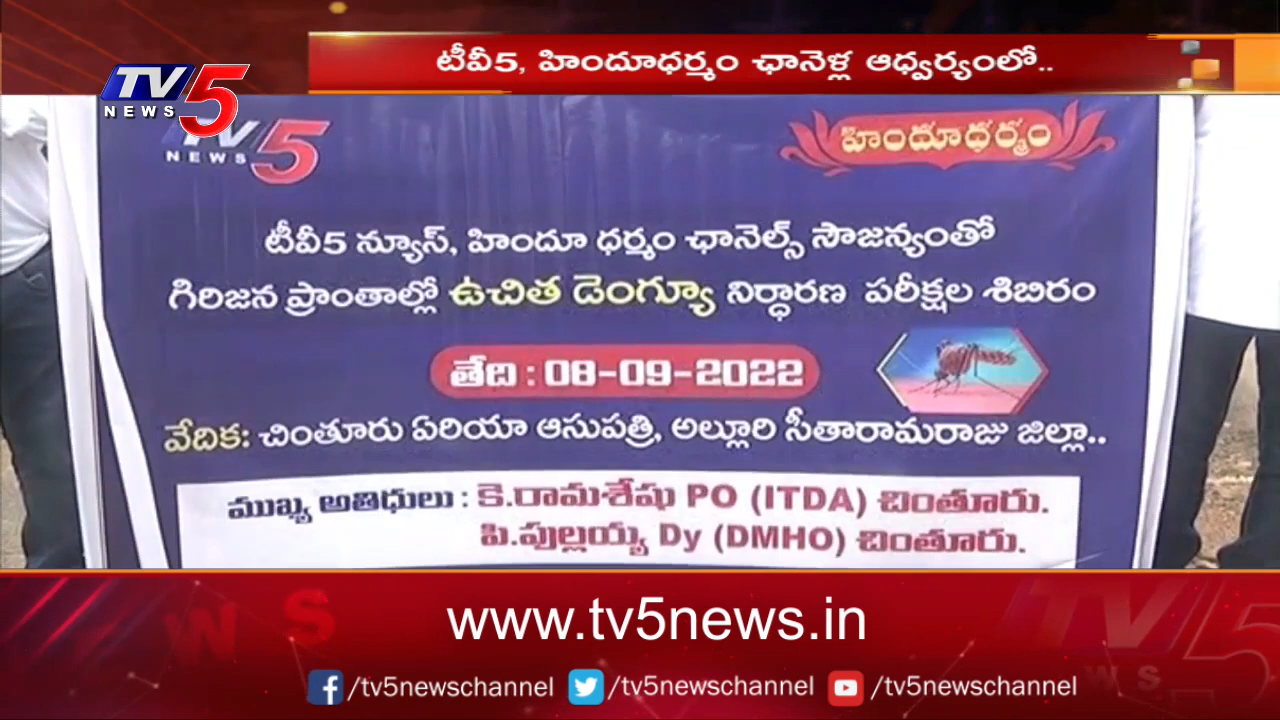 టీవీ5, హిందూధర్మం ఛానెళ్ల ఆధ్వర్యంలో..
TV5
NEWS
TV5
NEWS
హిందూధర్మం
టీవీ5 న్యూస్, హిందూ ధర్మం ఛానెల్స్ సౌజన్యంతో
గిరిజన ప్రాంతాల్లో ఉచిత డెంగ్యూ నిర్ధారణ పరీక్షల శిబిరం
తేది : 08-09-2022
వేదిక: చింతూరు ఏరియా ఆసుపత్రి, అల్లూరి సీతారామరాజు జిల్లా..
ముఖ్య అతిధులు : కె.రామశేషు PO (ITDA) చింతూరు.
పి.పుల్లయ్య Dy (DMHO) చింతూరు.
www.tv5news.in
/tv5newschannel /tv5newschannel /tv5newschannel